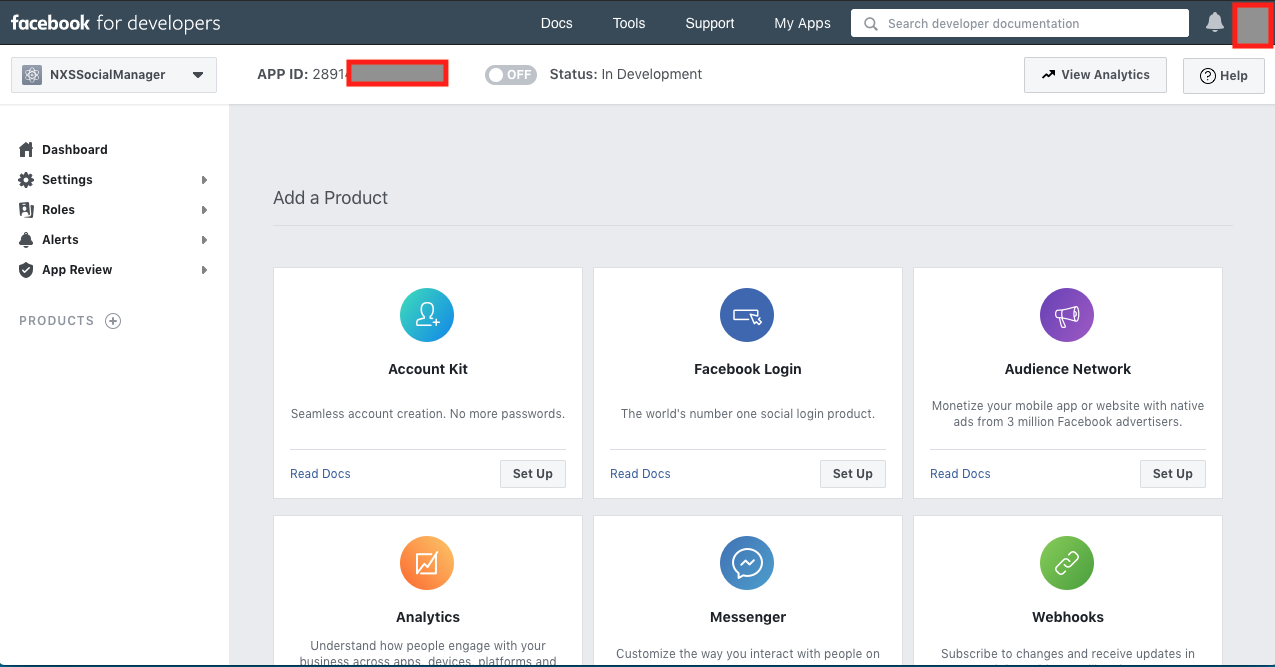 facebook for developers
Docs
Tools
Support
My Apps
Search developer documentation
NXSSocialManager
APP ID: 2891
OFF
Status: In Development
View Analytics
Help
Dashboard
Settings
Roles
Alerts
App Review
PRODUCTS
Add a Product
Account Kit
Seamless account creation. No more passwords.
Read Docs
Set Up
Facebook Login
The world's number one social login product.
Read Docs
Set Up
Audience Network
Monetize your mobile app or website with native
ads from 3 million Facebook advertisers.
Read Docs
Set Up
Analytics
Understand how people engage with your
business across apps, devices, platforms and
Messenger
Customize the way you interact with people on
Webhooks
Subscribe to changes and receive updates in